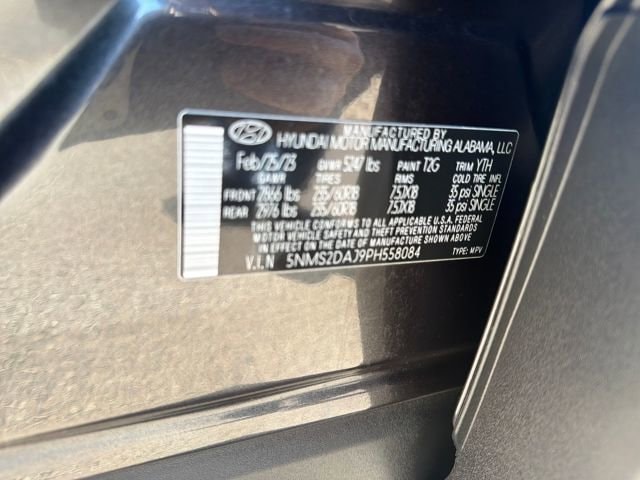 MANUFACTURED BY
HYUNDAI MOTOR MANUFACTURING ALABAMA, LLC
Feb/25/23 GVWR 5247 lbs PAINT T2G TRIM YTH
GAWR TIRES RIMS COLD TIRE INFL
FRONT 2866 lbs 235/60R18 7.5JX18 35 psi SINGLE
REAR 2976 lbs 235/60R18 7.5JX18 35 psi SINGLE
THIS VEHICLE CONFORMS TO ALL APPLICABLE U.S.A. FEDERAL
MOTOR VEHICLE SAFETY AND THEFT PREVENTION STANDARDS
IN EFFECT ON THE DATE OF MANUFACTURE SHOWN ABOVE.
V.I.N 5NMS2DAJ9PH558084 TYPE: MPV